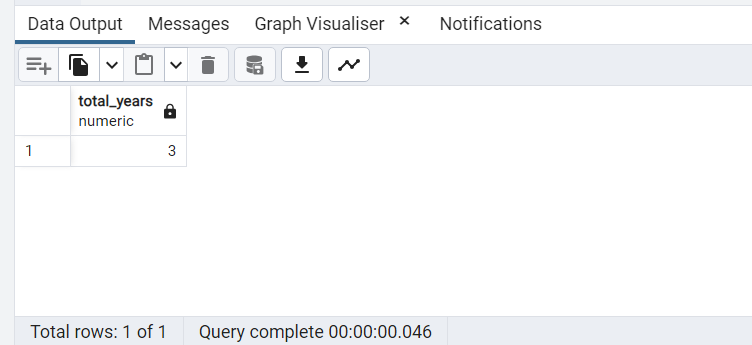 Data Output Messages Graph Visualiser × Notifications
total_years
numeric
1 3
Total rows: 1 of 1 Query complete 00:00:00.046